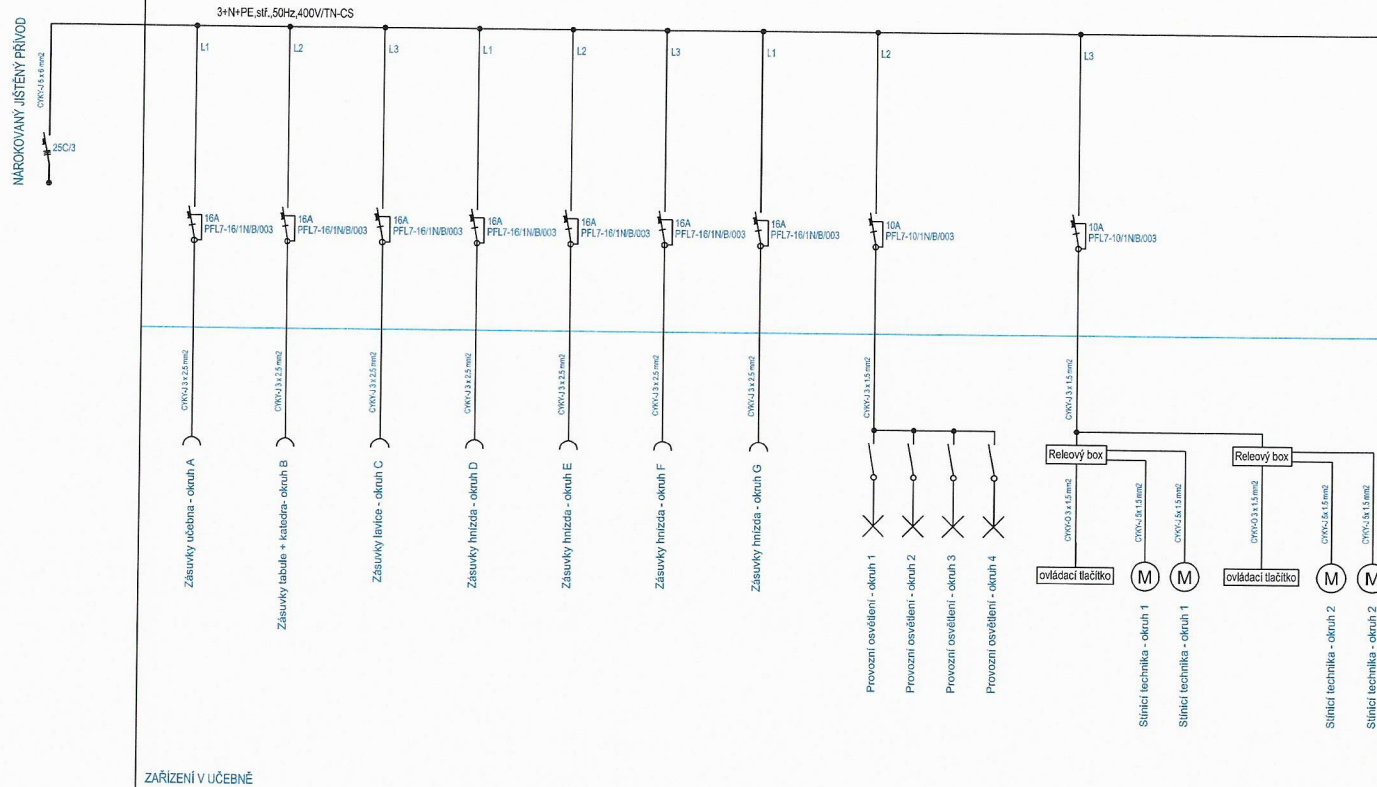 3+N+PE,stř.,50Hz,400V/TN-CS
NÁROKOVANÝ JIŠTĚNÝ PŘÍVOD
CYKY-J 5 x 6 mm2
25C/3
L1
L2
L3
L1
L2
L3
L1
L2
L3
16A
PFL7-16/1N/B/003
16A
PFL7-16/1N/B/003
16A
PFL7-16/1N/B/003
16A
PFL7-16/1N/B/003
16A
PFL7-16/1N/B/003
16A
PFL7-16/1N/B/003
16A
PFL7-16/1N/B/003
10A
PFL7-10/1N/B/003
10A
PFL7-10/1N/B/003
CYKY-J 3 x 2,5 mm2
CYKY-J 3 x 2,5 mm2
CYKY-J 3 x 2,5 mm2
CYKY-J 3 x 2,5 mm2
CYKY-J 3 x 2,5 mm2
CYKY-J 3 x 2,5 mm2
CYKY-J 3 x 2,5 mm2
CYKY-J 3 x 1,5 mm2
CYKY-J 3 x 1,5 mm2
Releový box
Releový box
CYKY-O 3 x 1,5 mm2
CYKY-J 5x 1,5 mm2
CYKY-J 5x 1,5 mm2
CYKY-O 3 x 1,5 mm2
CYKY-J 5x 1,5 mm2
CYKY-J 5x 1,5 mm2
ovládací tlačítko
M
M
ovládací tlačítko
M
M
Zásuvky učebna - okruh A
Zásuvky tabule + katedra- okruh B
Zásuvky lavice - okruh C
Zásuvky hnízda - okruh D
Zásuvky hnízda - okruh E
Zásuvky hnízda - okruh F
Zásuvky hnízda - okruh G
Provozní osvětlení - okruh 1
Provozní osvětlení - okruh 2
Provozní osvětlení - okruh 3
Provozní osvětlení - okruh 4
Stínící technika - okruh 1
Stínící technika - okruh 1
Stínící technika - okruh 2
Stínící technika - okruh 2
ZAŘÍZENÍ V UČEBNĚ